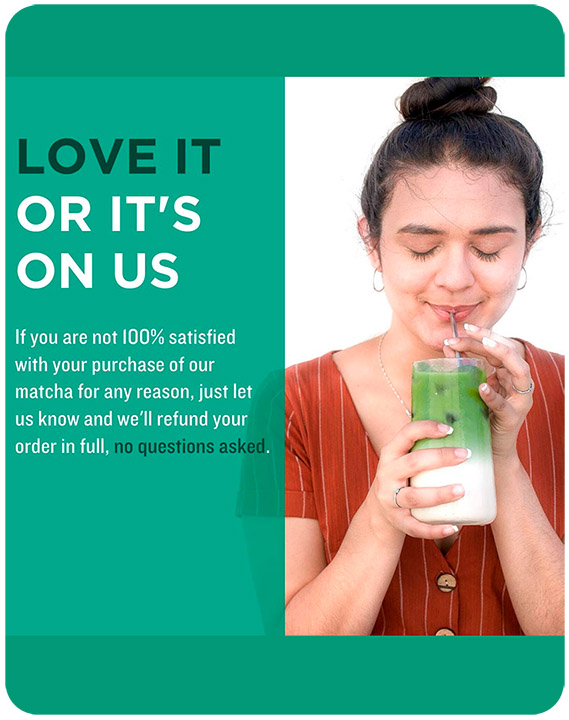 LOVE IT
OR IT'S
ON US
If you are not 100% satisfied
with your purchase of our
matcha for any reason, just let
us know and we'll refund your
order in full, no questions asked.